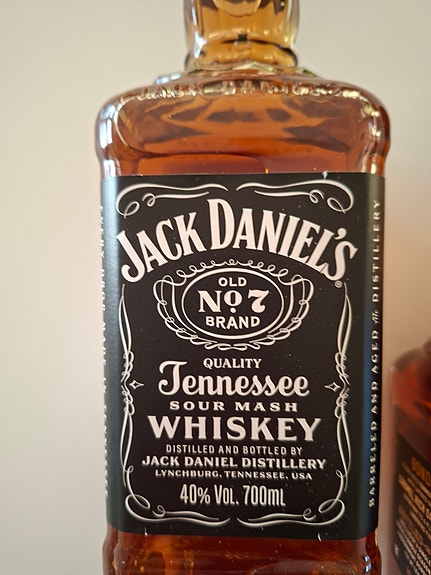 JACK DANIEL'S
OLD
Nº 7
BRAND
QUALITY
Tennessee
SOUR MASH
WHISKEY
DISTILLED AND BOTTLED BY
JACK DANIEL DISTILLERY
LYNCHBURG, TENNESSEE, USA
40% Vol. 700mL
BARRELED AND AGED At the DISTILLERY